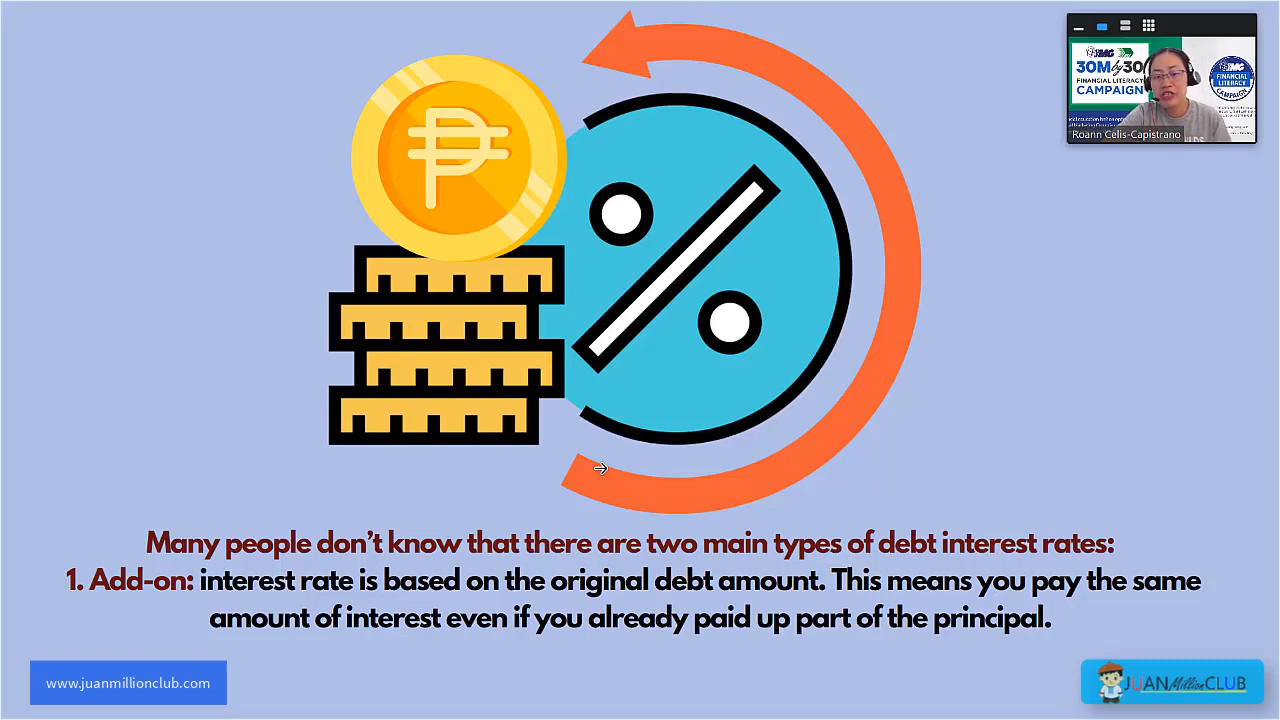 IMG
30M by 30
FINANCIAL LITERACY
CAMPAIGN
IMG
FINANCIAL
LITERACY
CAMPAIGN
Roann Celis-Capistrano
Many people don’t know that there are two main types of debt interest rates:
1. Add-on: interest rate is based on the original debt amount. This means you pay the same
amount of interest even if you already paid up part of the principal.
www.juanmillionclub.com
JUAN Million CLUB